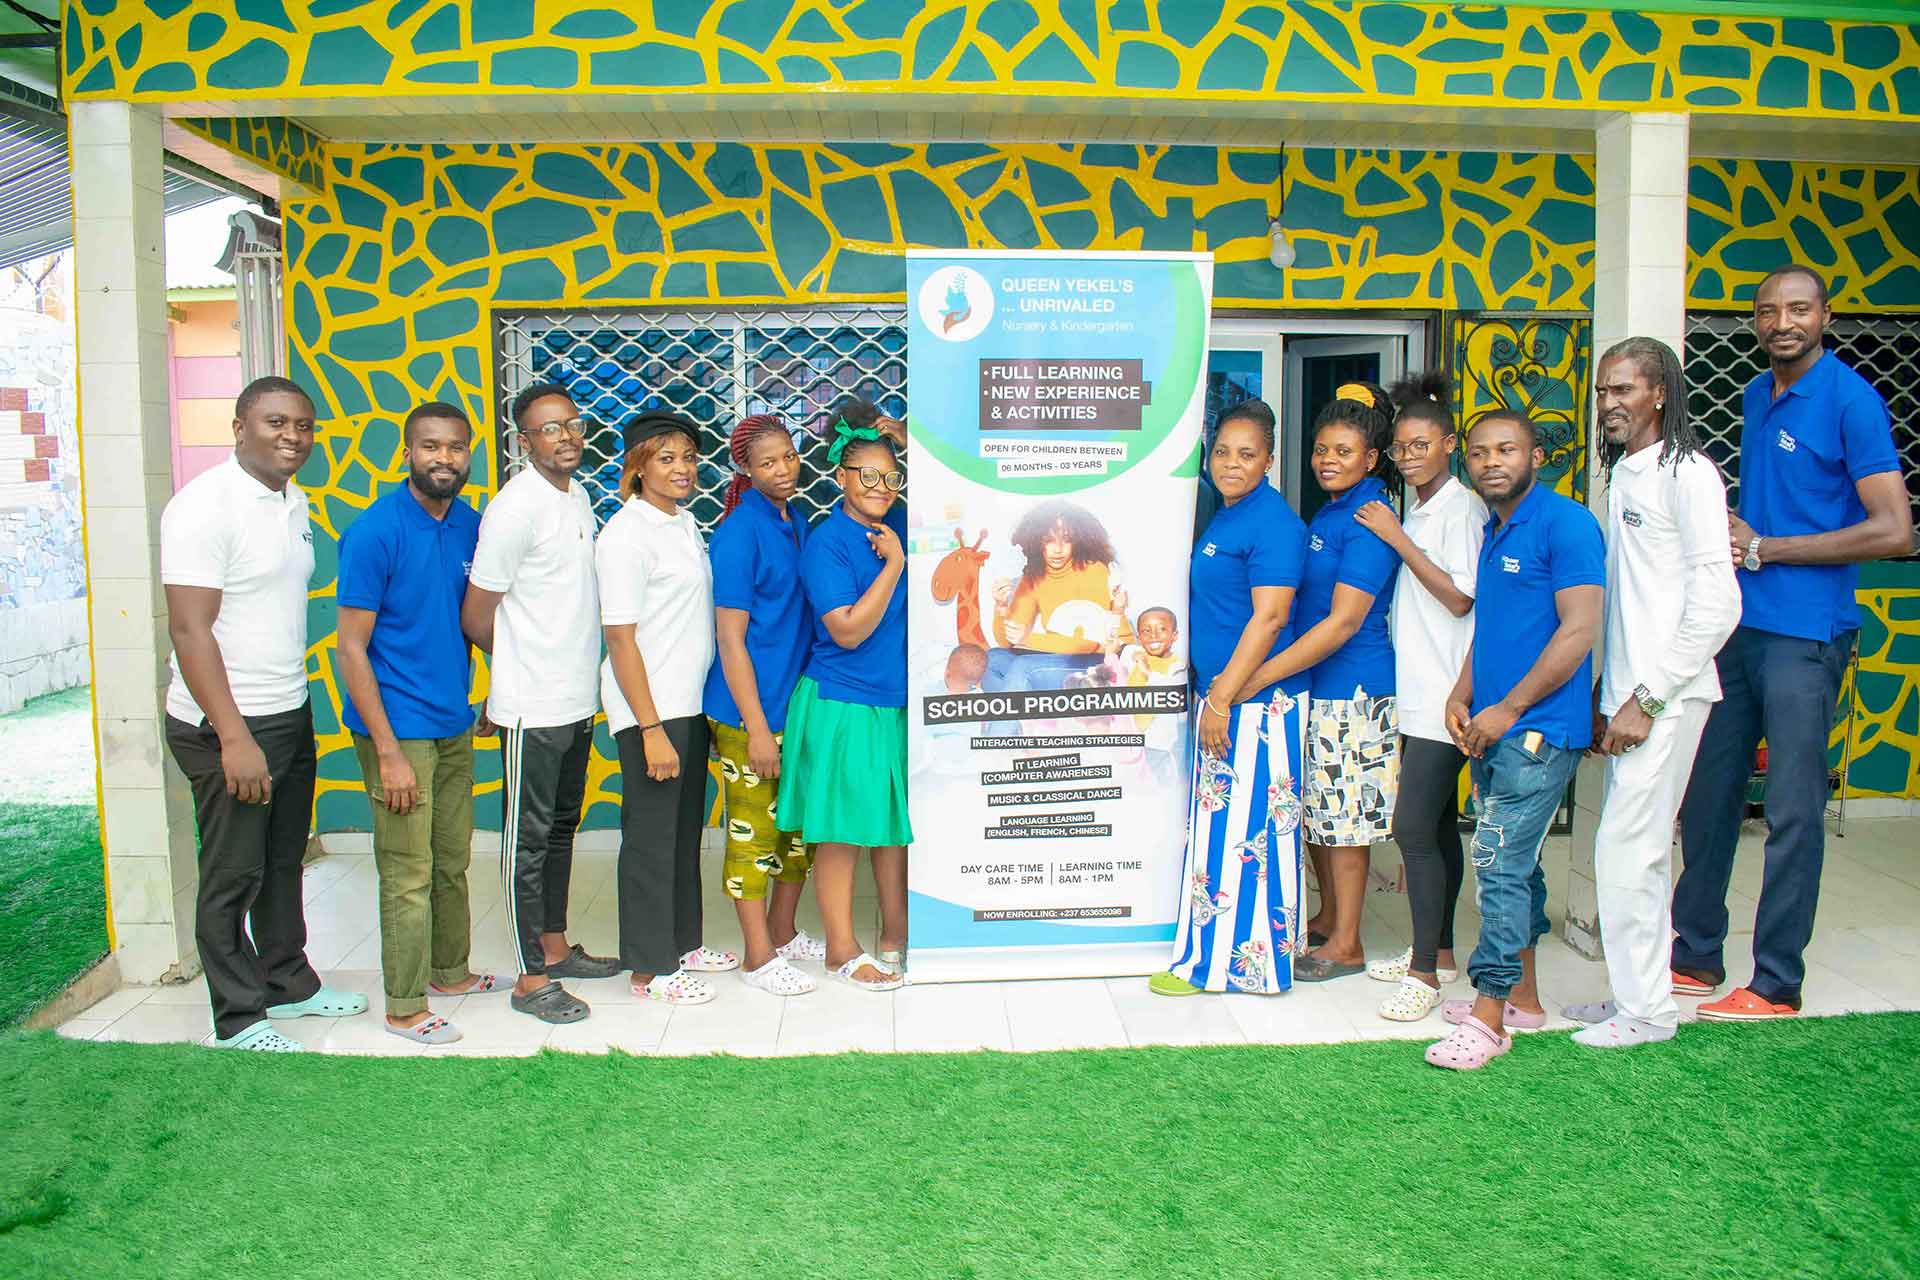 QUEEN YEKEL'S
... UNRIVALED
Nursery & Kindergarten
• FULL LEARNING
• NEW EXPERIENCE
& ACTIVITIES
OPEN FOR CHILDREN BETWEEN
06 MONTHS - 03 YEARS
SCHOOL PROGRAMMES:
INTERACTIVE TEACHING STRATEGIES
IT LEARNING
(COMPUTER AWARENESS)
MUSIC & CLASSICAL DANCE
LANGUAGE LEARNING
(ENGLISH, FRENCH, CHINESE)
DAY CARE TIME | LEARNING TIME
8AM - 5PM | 8AM - 1PM
NOW ENROLLING: +237 653655098
Queen
Yekel's